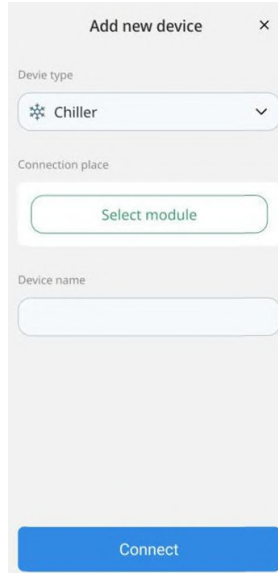 Add new device
Devie type
Chiller
Connection place
Select module
Device name
Connect